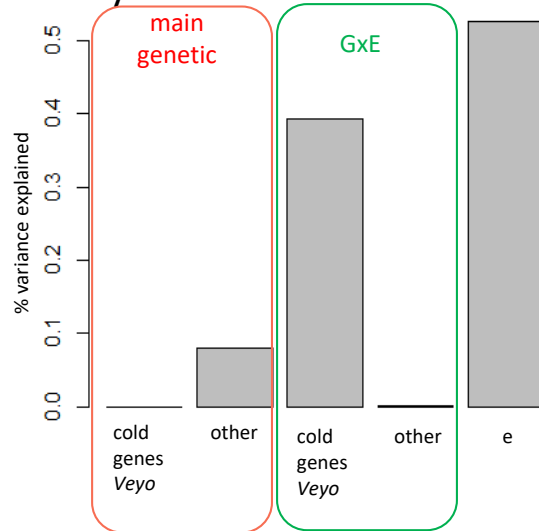 main
genetic
GxE
% variance explained
0.5
0.4
0.3
0.2
0.1
0.0
cold
genes
Veyo
other
cold
genes
Veyo
other
e